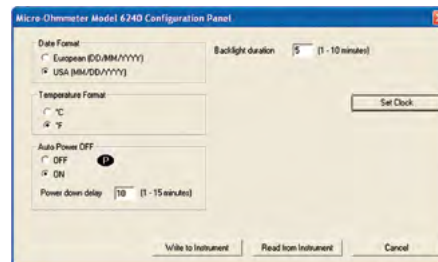 Micro-Ohmmeter Model 6240 Configuration Panel
Date Format
European (DD/MM/YYYY)
USA (MM/DD/YYYY)
Backlight duration 5 (1 - 10 minutes)
Temperature Format
°C
°F
Set Clock
Auto Power OFF
OFF
P
ON
Power down delay 10 (1 - 15 minutes)
Write to Instrument Read from Instrument Cancel